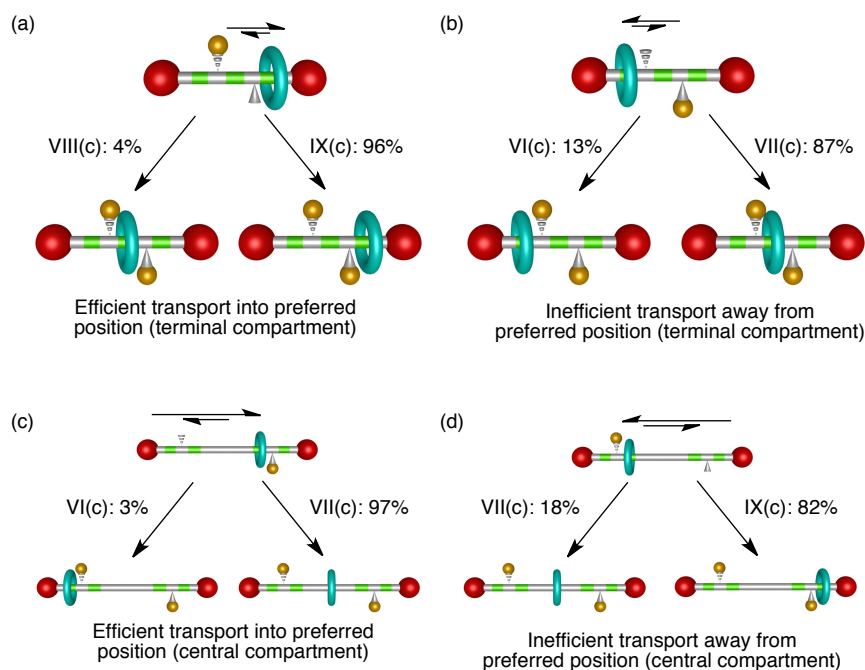 (a)
VIII(c): 4%
IX(c): 96%
Efficient transport into preferred
position (terminal compartment)
(b)
VI(c): 13%
VII(c): 87%
Inefficient transport away from
preferred position (terminal compartment)
(c)
VI(c): 3%
VII(c): 97%
Efficient transport into preferred
position (central compartment)
(d)
VII(c): 18%
IX(c): 82%
Inefficient transport away from
preferred position (central compartment)